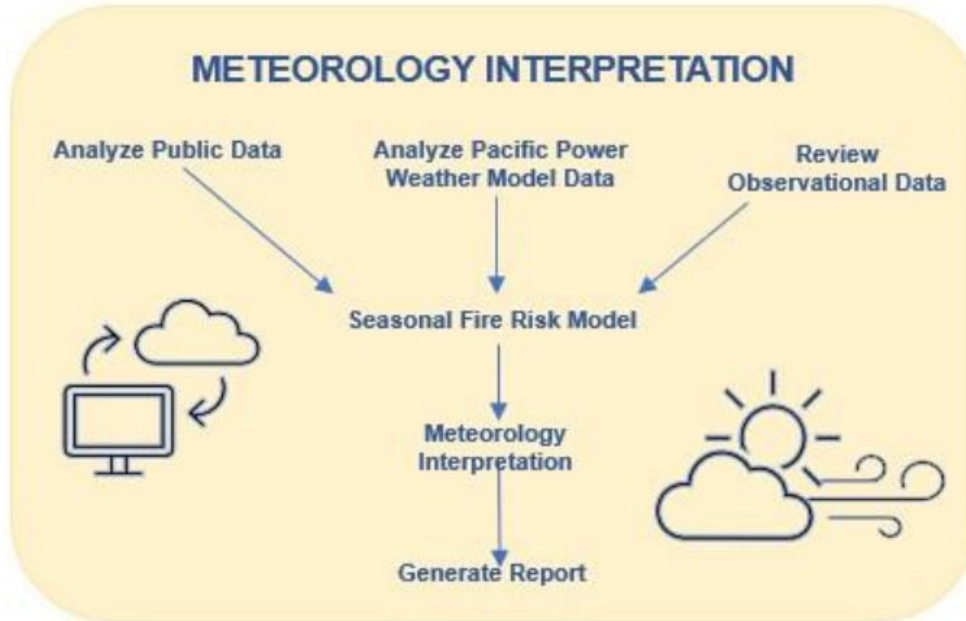 METEOROLOGY INTERPRETATION
Analyze Public Data
Analyze Pacific Power
Weather Model Data
Review
Observational Data
Seasonal Fire Risk Model
Meteorology
Interpretation
Generate Report